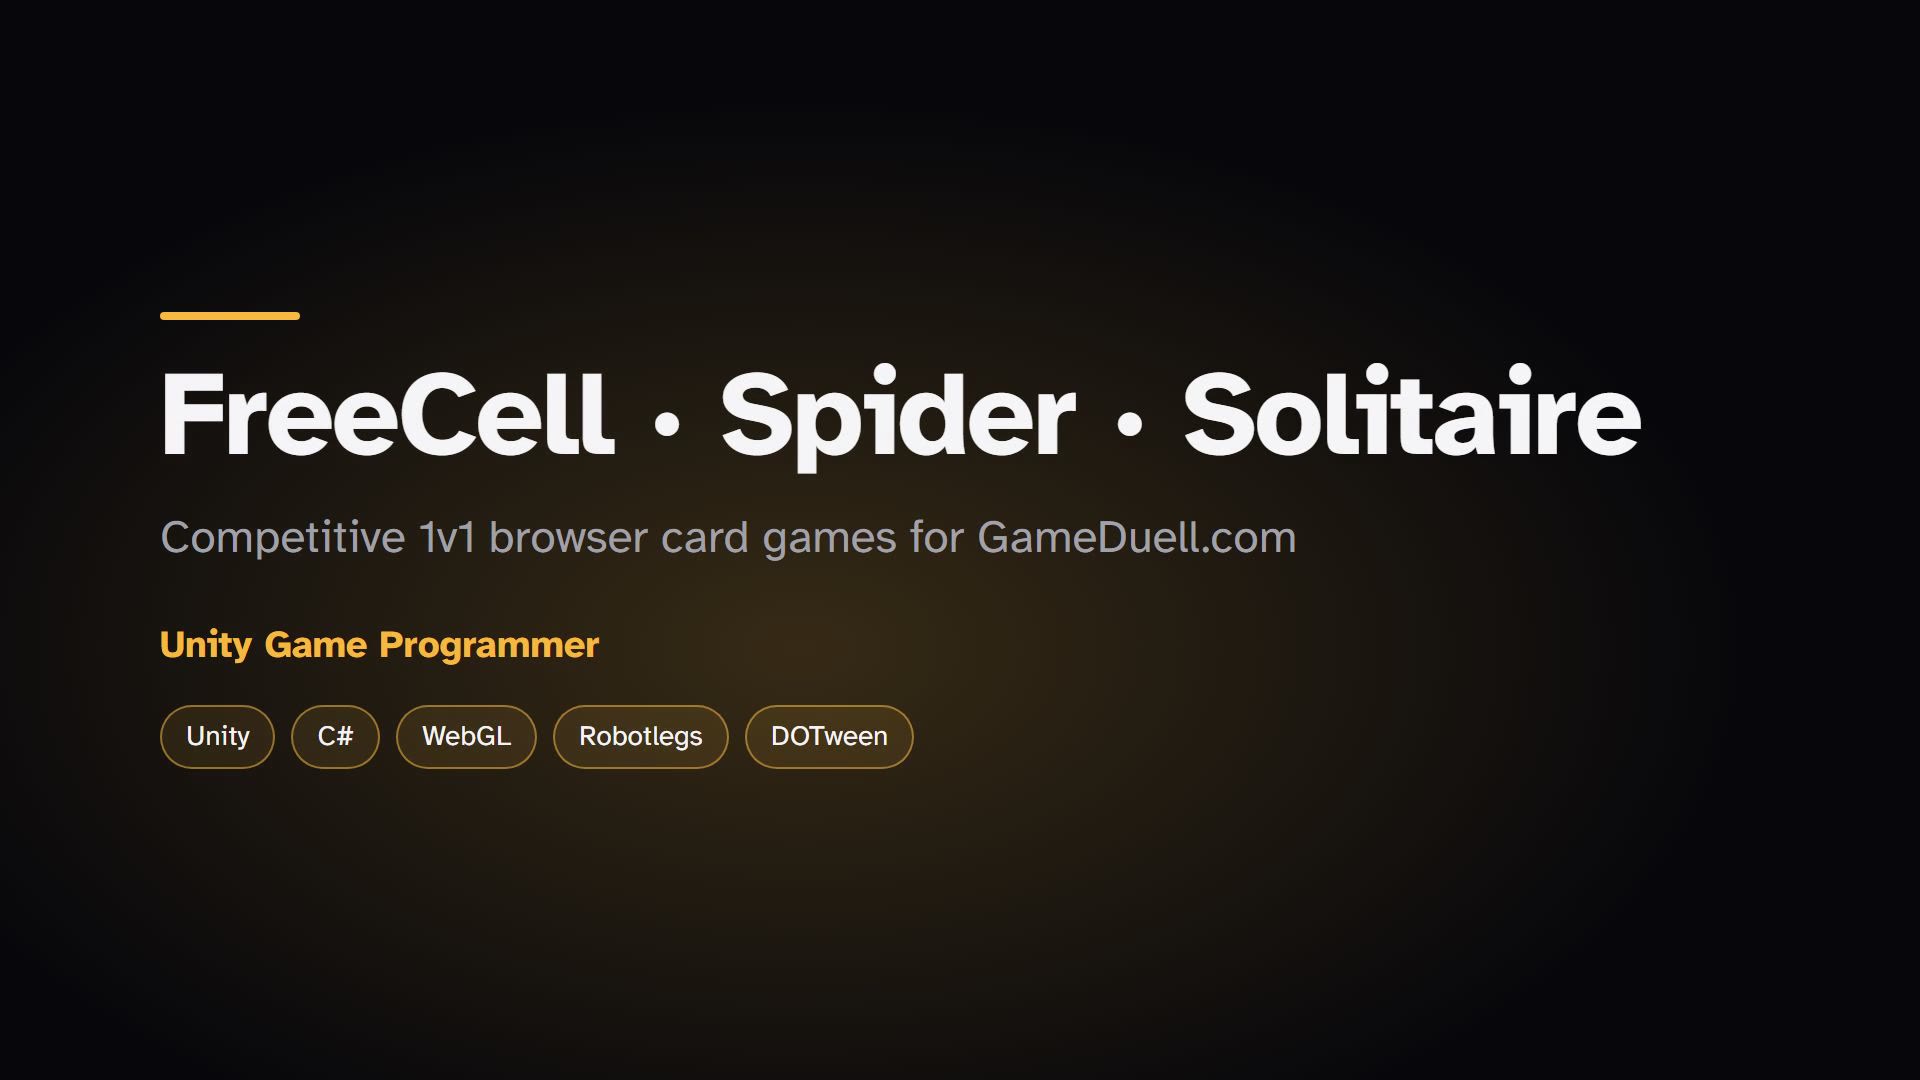 FreeCell • Spider • Solitaire
Competitive 1v1 browser card games for GameDuell.com
Unity Game Programmer
Unity C# WebGL Robotlegs DOTween